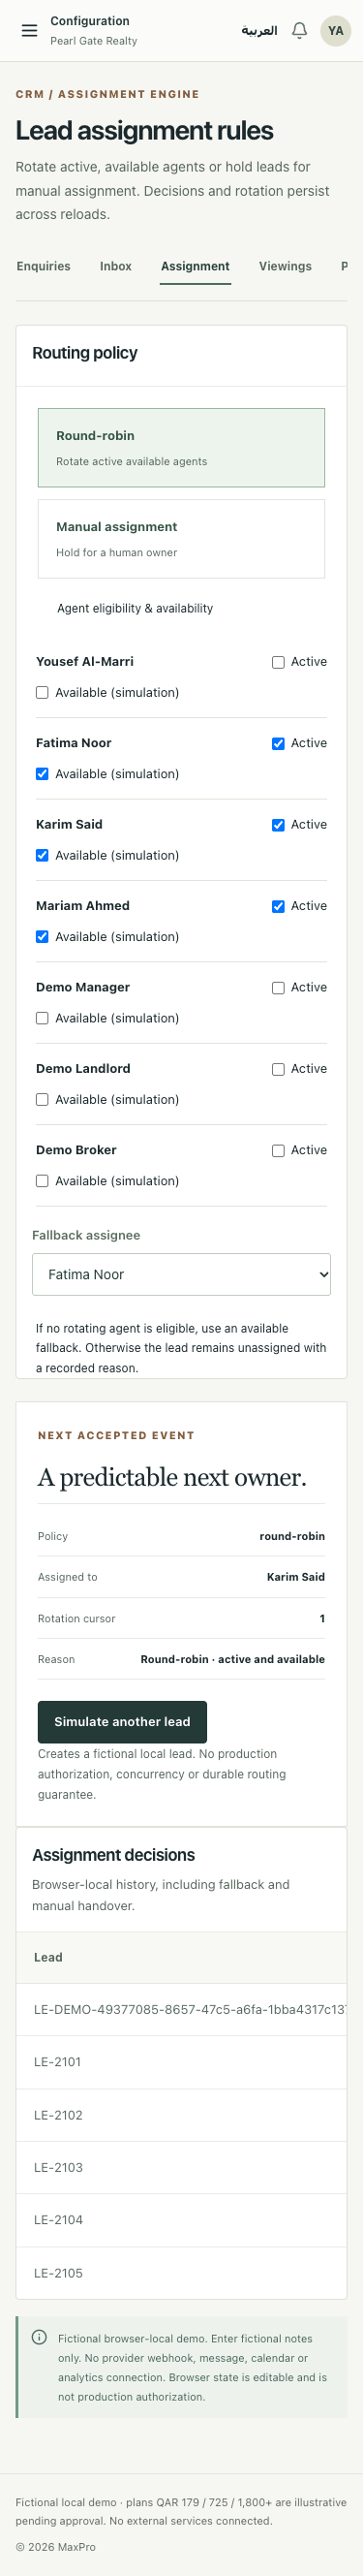 Configuration
Pearl Gate Realty
العربية
YA
CRM / ASSIGNMENT ENGINE
Lead assignment rules
Rotate active, available agents or hold leads for
manual assignment. Decisions and rotation persist
across reloads.
Enquiries Inbox Assignment Viewings P
Routing policy
Round-robin
Rotate active available agents
Manual assignment
Hold for a human owner
Agent eligibility & availability
Yousef Al-Marri Active
Available (simulation)
Fatima Noor Active
Available (simulation)
Karim Said Active
Available (simulation)
Mariam Ahmed Active
Available (simulation)
Demo Manager Active
Available (simulation)
Demo Landlord Active
Available (simulation)
Demo Broker Active
Available (simulation)
Fallback assignee
Fatima Noor
If no rotating agent is eligible, use an available
fallback. Otherwise the lead remains unassigned with
a recorded reason.
NEXT ACCEPTED EVENT
A predictable next owner.
Policy round-robin
Assigned to Karim Said
Rotation cursor 1
Reason Round-robin · active and available
Simulate another lead
Creates a fictional local lead. No production
authorization, concurrency or durable routing
guarantee.
Assignment decisions
Browser-local history, including fallback and
manual handover.
Lead
LE-DEMO-49377085-8657-47c5-a6fa-1bba4317c137
LE-2101
LE-2102
LE-2103
LE-2104
LE-2105
Fictional browser-local demo. Enter fictional notes
only. No provider webhook, message, calendar or
analytics connection. Browser state is editable and is
not production authorization.
Fictional local demo · plans QAR 179 / 725 / 1,800+ are illustrative
pending approval. No external services connected.
© 2026 MaxPro